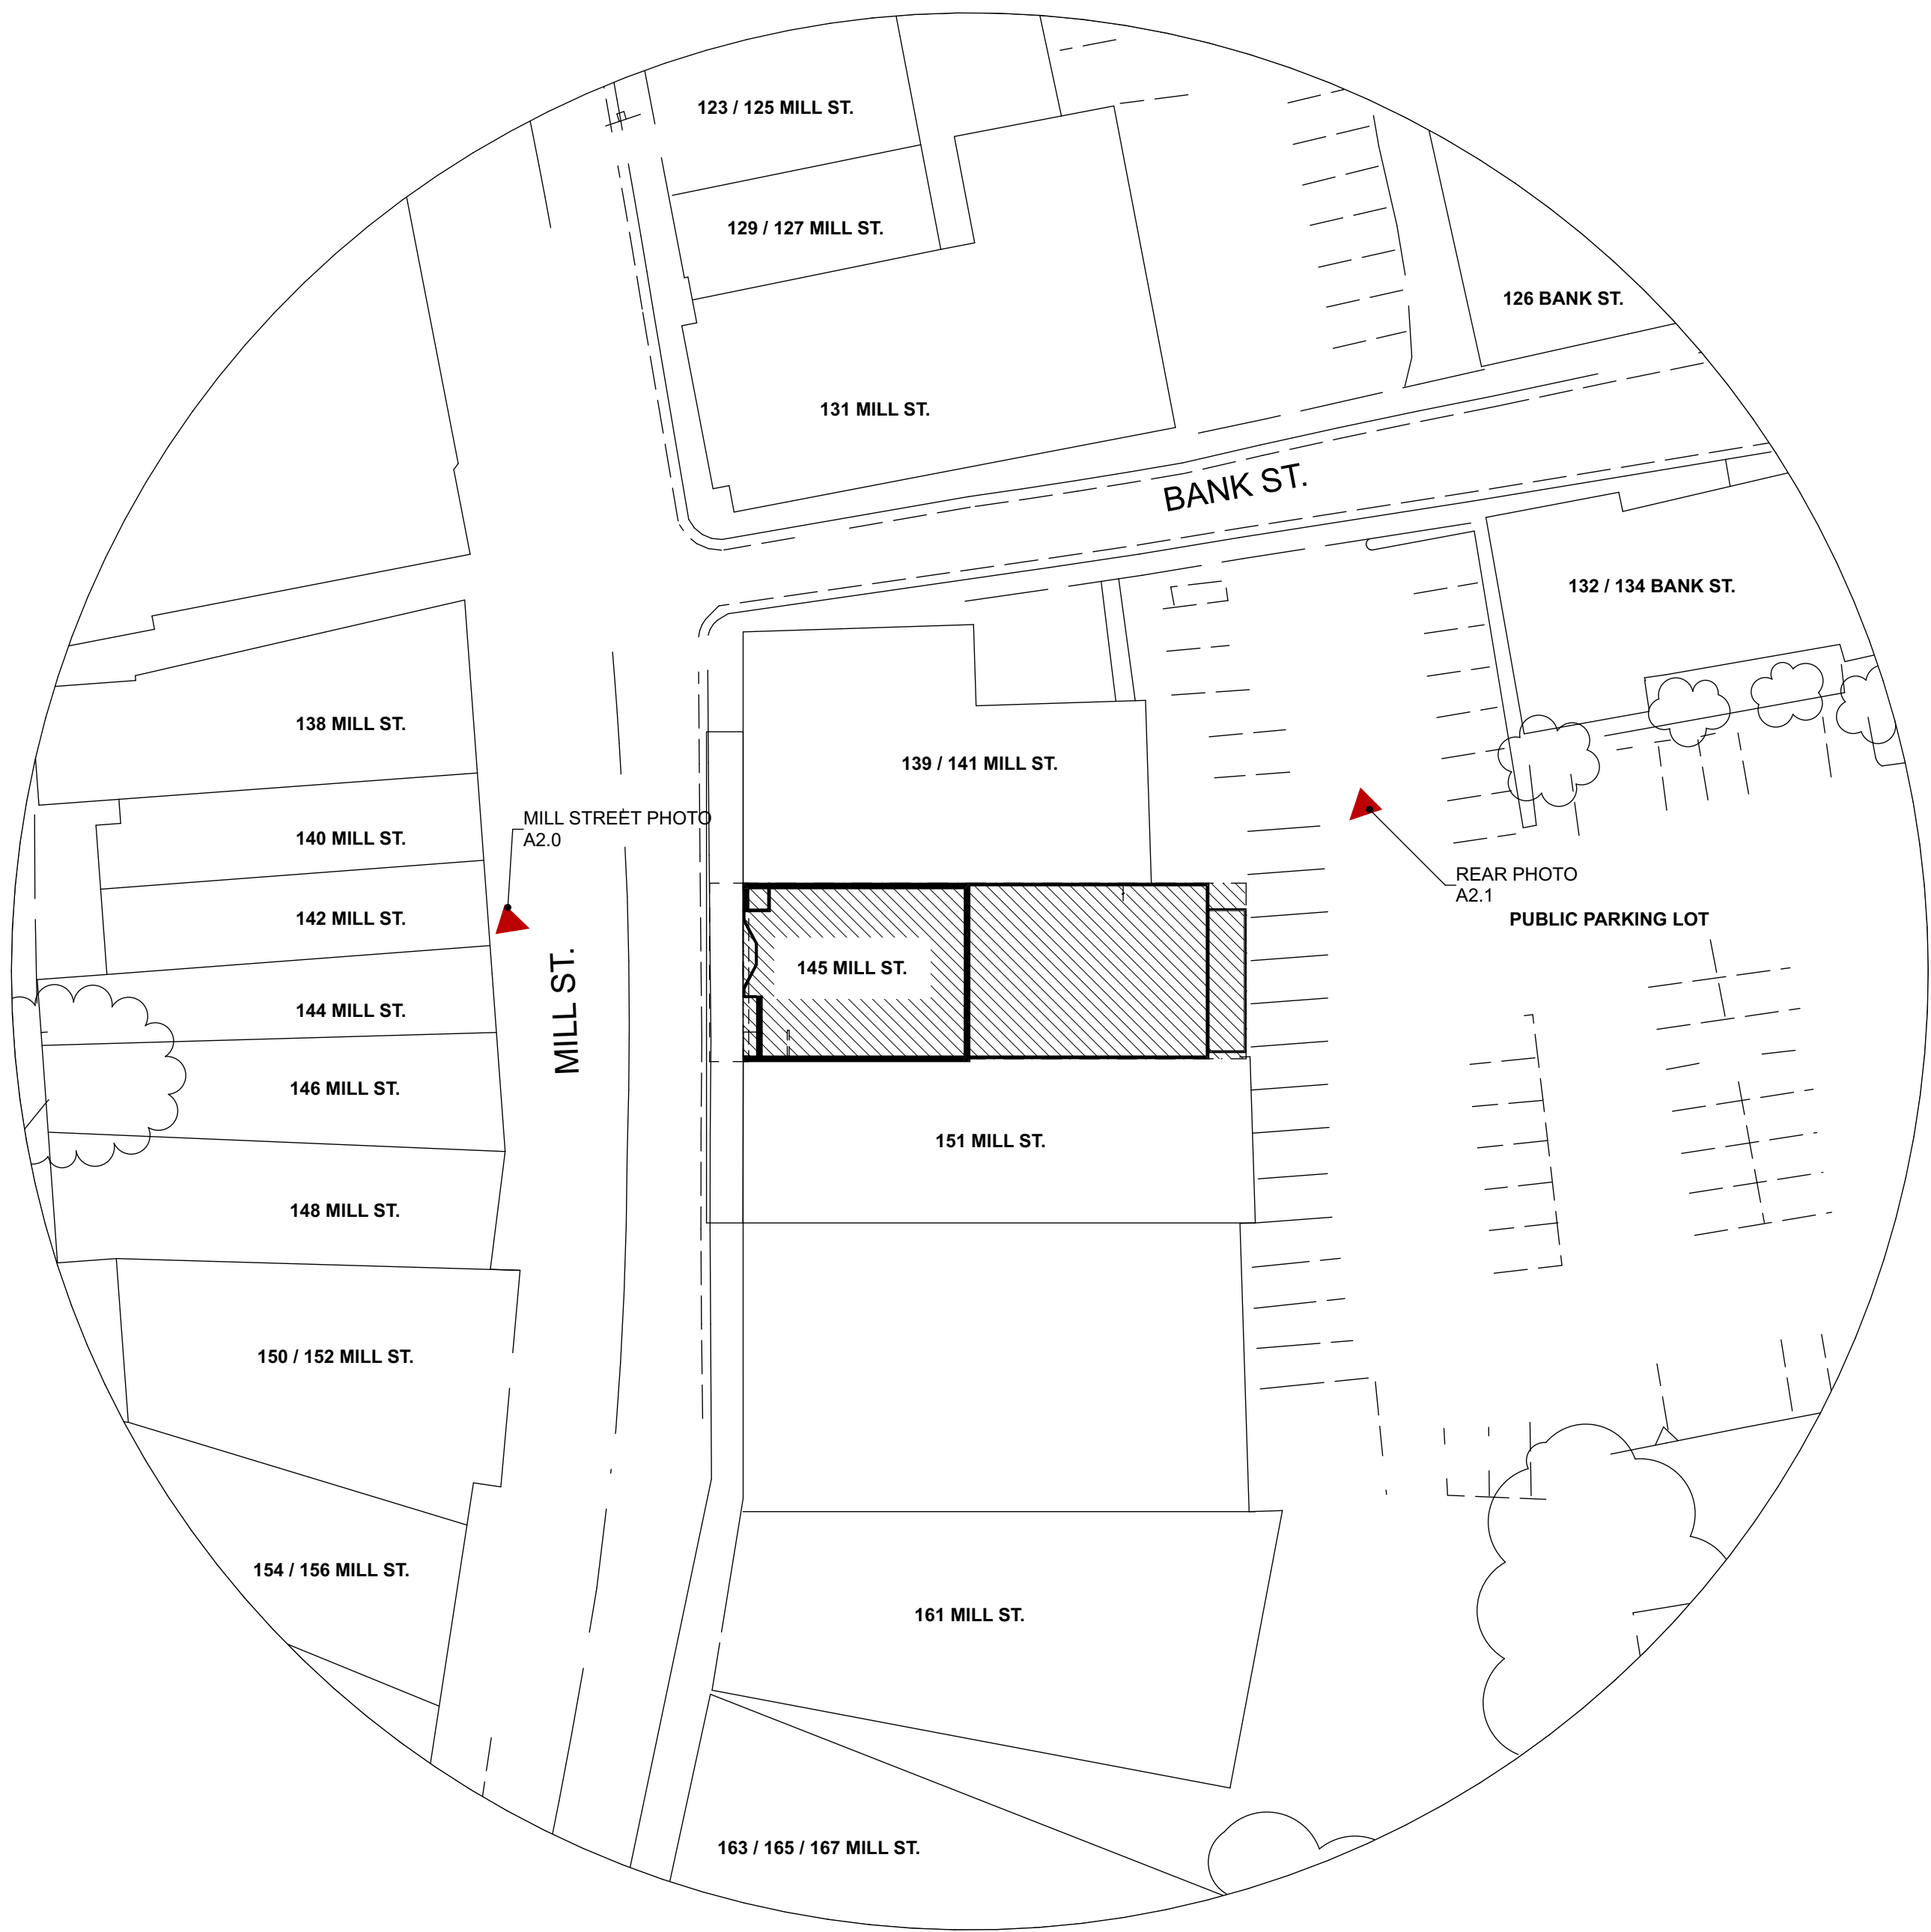 123 / 125 MILL ST.
129 / 127 MILL ST.
126 BANK ST.
131 MILL ST.
BANK ST.
132 / 134 BANK ST.
138 MILL ST.
139 / 141 MILL ST.
MILL STREET PHOTO
A2.0
140 MILL ST.
REAR PHOTO
A2.1
142 MILL ST.
PUBLIC PARKING LOT
145 MILL ST.
MILL ST.
144 MILL ST.
146 MILL ST.
151 MILL ST.
148 MILL ST.
150 / 152 MILL ST.
154 / 156 MILL ST.
161 MILL ST.
163 / 165 / 167 MILL ST.